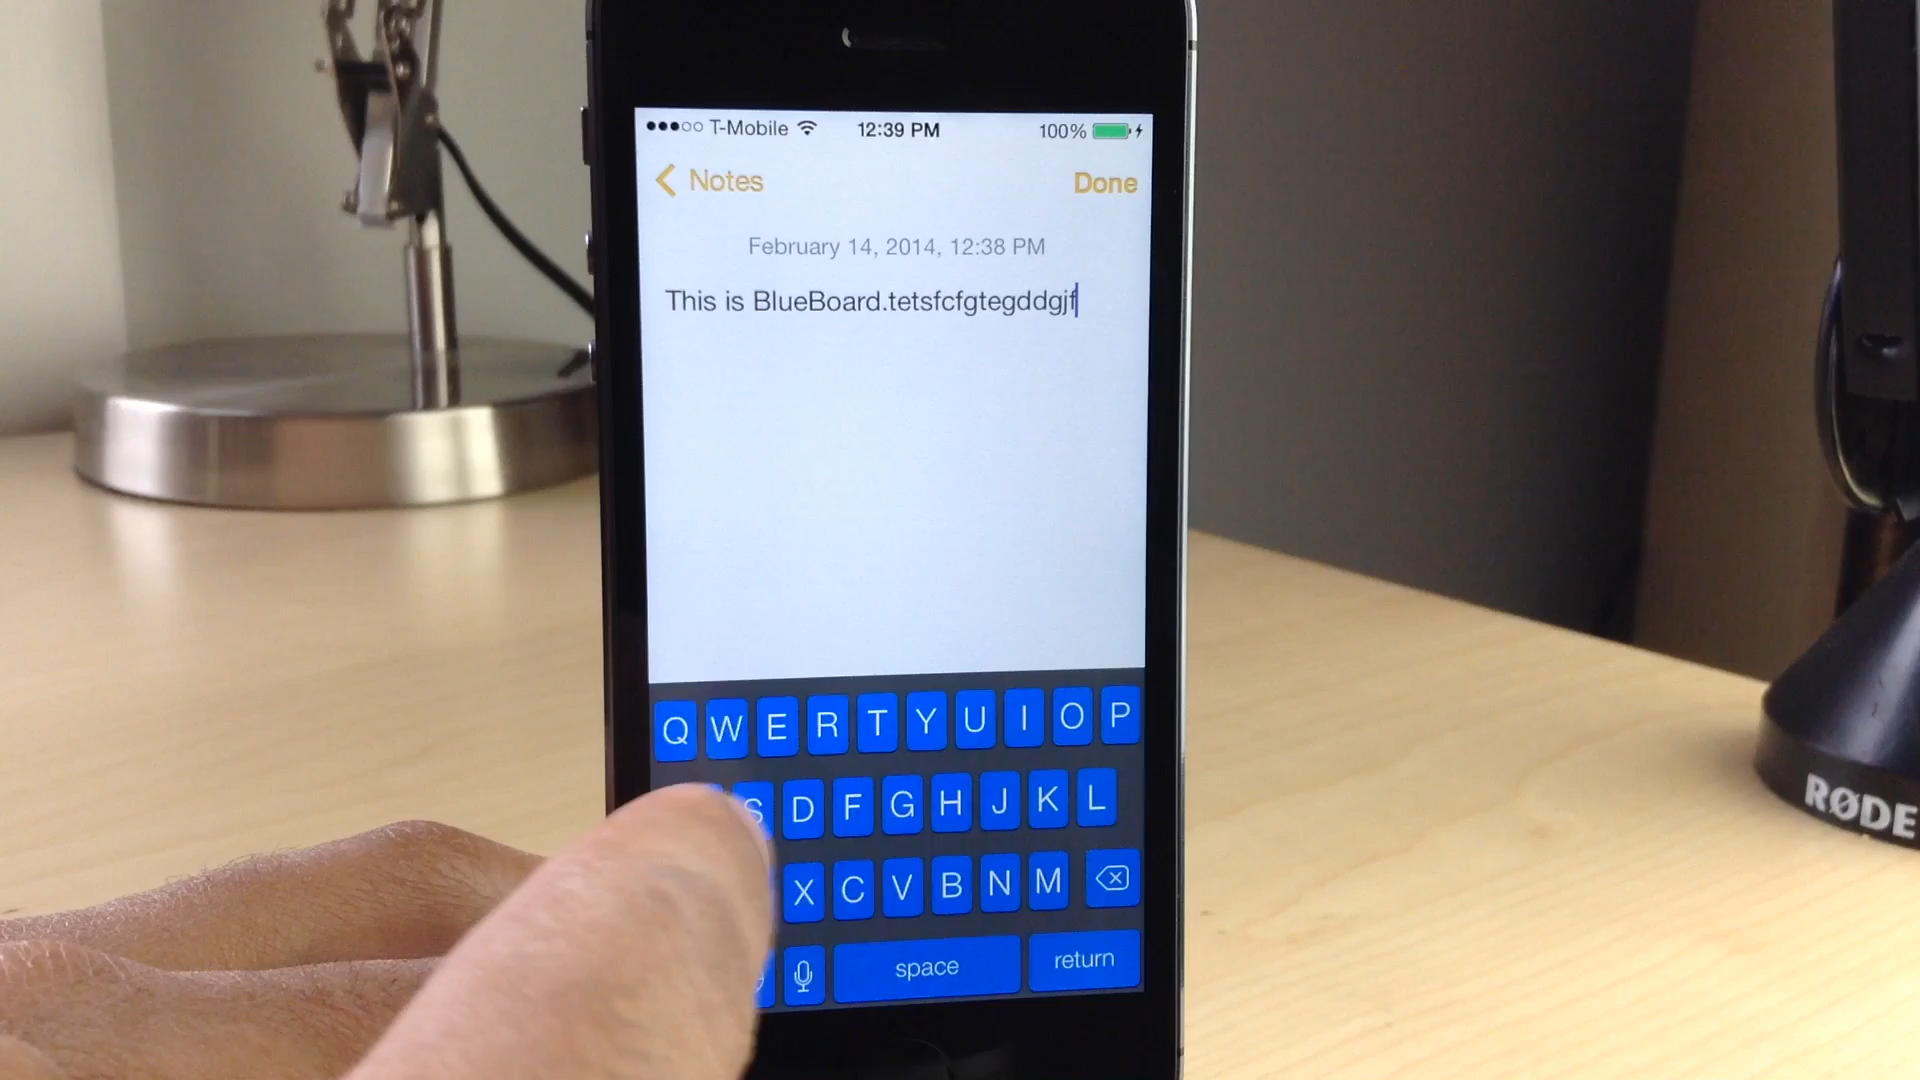 T-Mobile 12:39 PM 100%
Notes Done
February 14, 2014, 12:38 PM
This is BlueBoard.tetsfcfgtegddgjf
Q W E R T Y U I O P
S D F G H J K L
X C V B N M
space return
RØDE